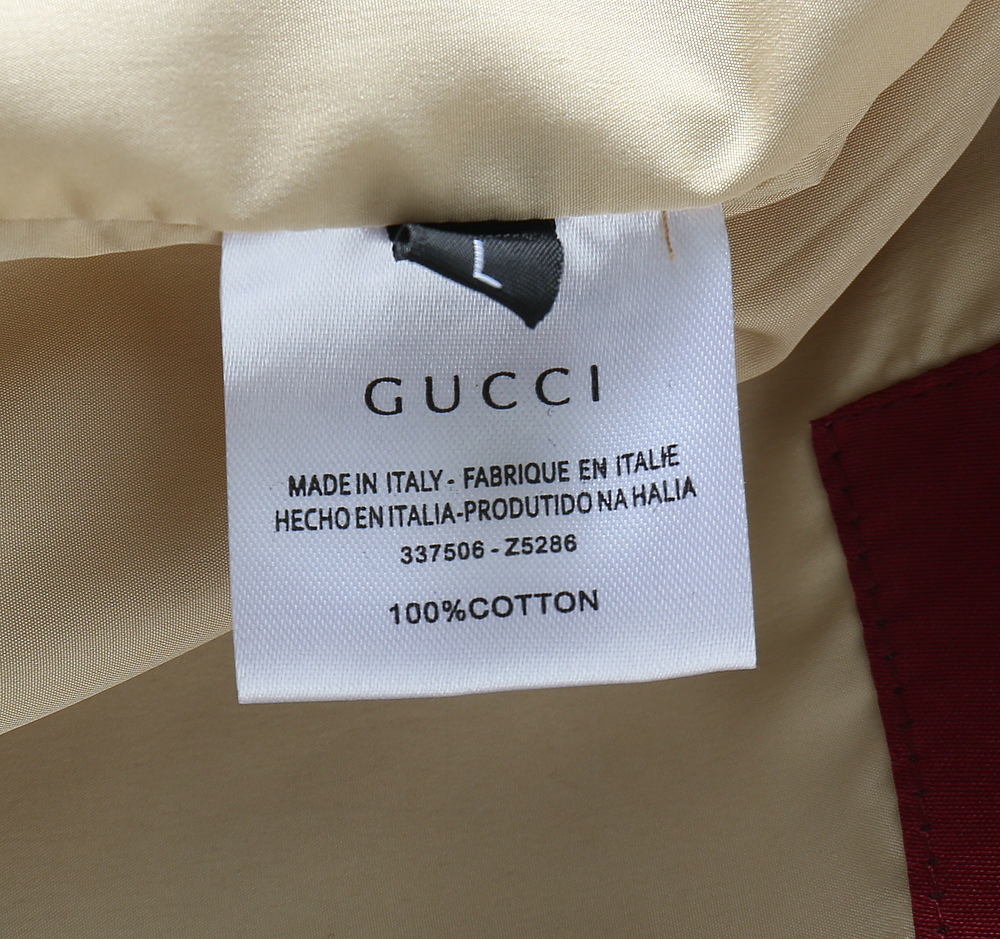 L
GUCCI
MADE IN ITALY - FABRIQUE EN ITALIE
HECHO EN ITALIA-PRODUTIDO NA HALIA
337506 - Z5286
100%COTTON